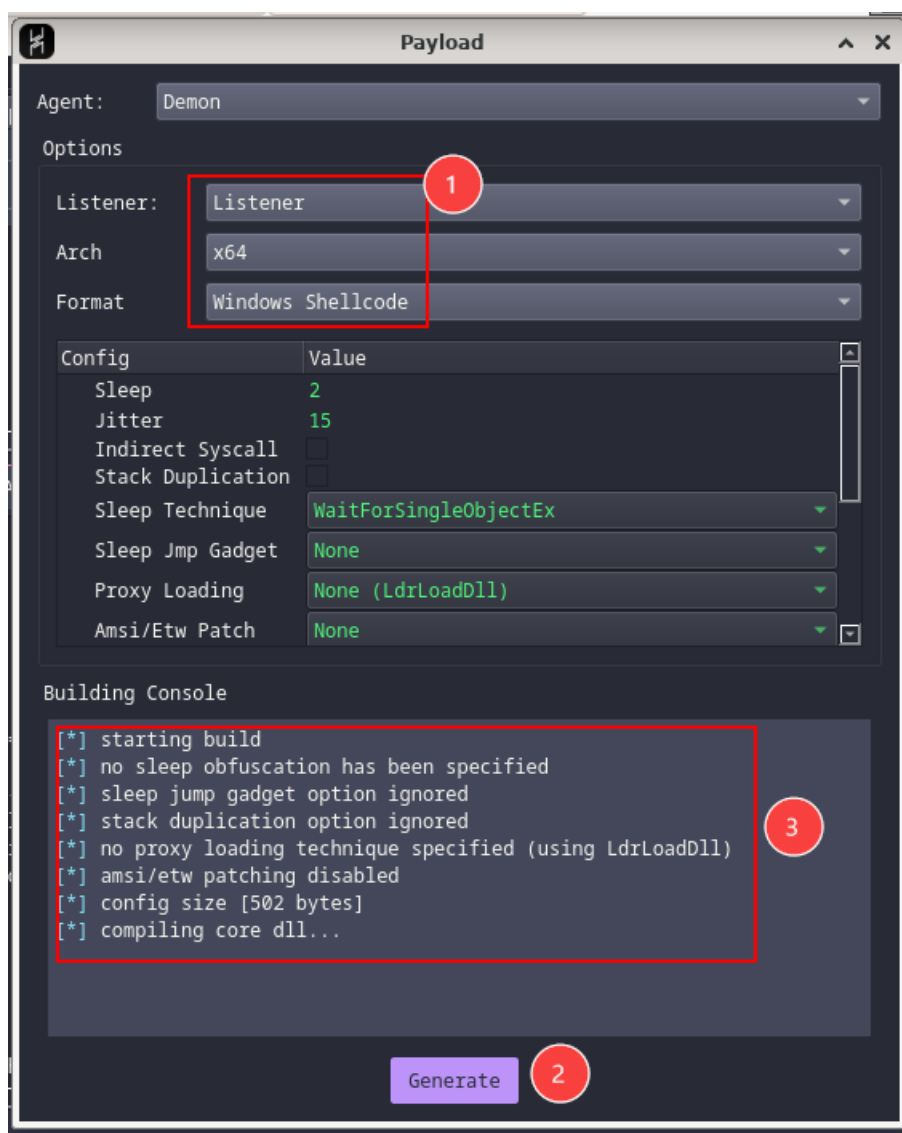 Payload
Agent: Demon
Options
1
Listener: Listener
Arch x64
Format Windows Shellcode
Config Value
Sleep 2
Jitter 15
Indirect Syscall
Stack Duplication
Sleep Technique WaitForSingleObjectEx
Sleep Jmp Gadget None
Proxy Loading None (LdrLoadDll)
Amsi/Etw Patch None
Building Console
[*] starting build
[*] no sleep obfuscation has been specified
[*] sleep jump gadget option ignored
[*] stack duplication option ignored
3
[*] no proxy loading technique specified (using LdrLoadDll)
[*] amsi/etw patching disabled
[*] config size [502 bytes]
[*] compiling core dll...
Generate 2